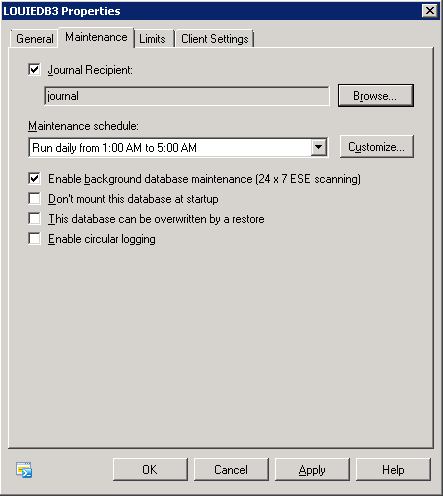 LOUIEDB3 Properties
General Maintenance Limits Client Settings
Journal Recipient:
journal Browse...
Maintenance schedule:
Run daily from 1:00 AM to 5:00 AM Customize...
Enable background database maintenance (24 x 7 ESE scanning)
Don't mount this database at startup
This database can be overwritten by a restore
Enable circular logging
OK Cancel Apply Help